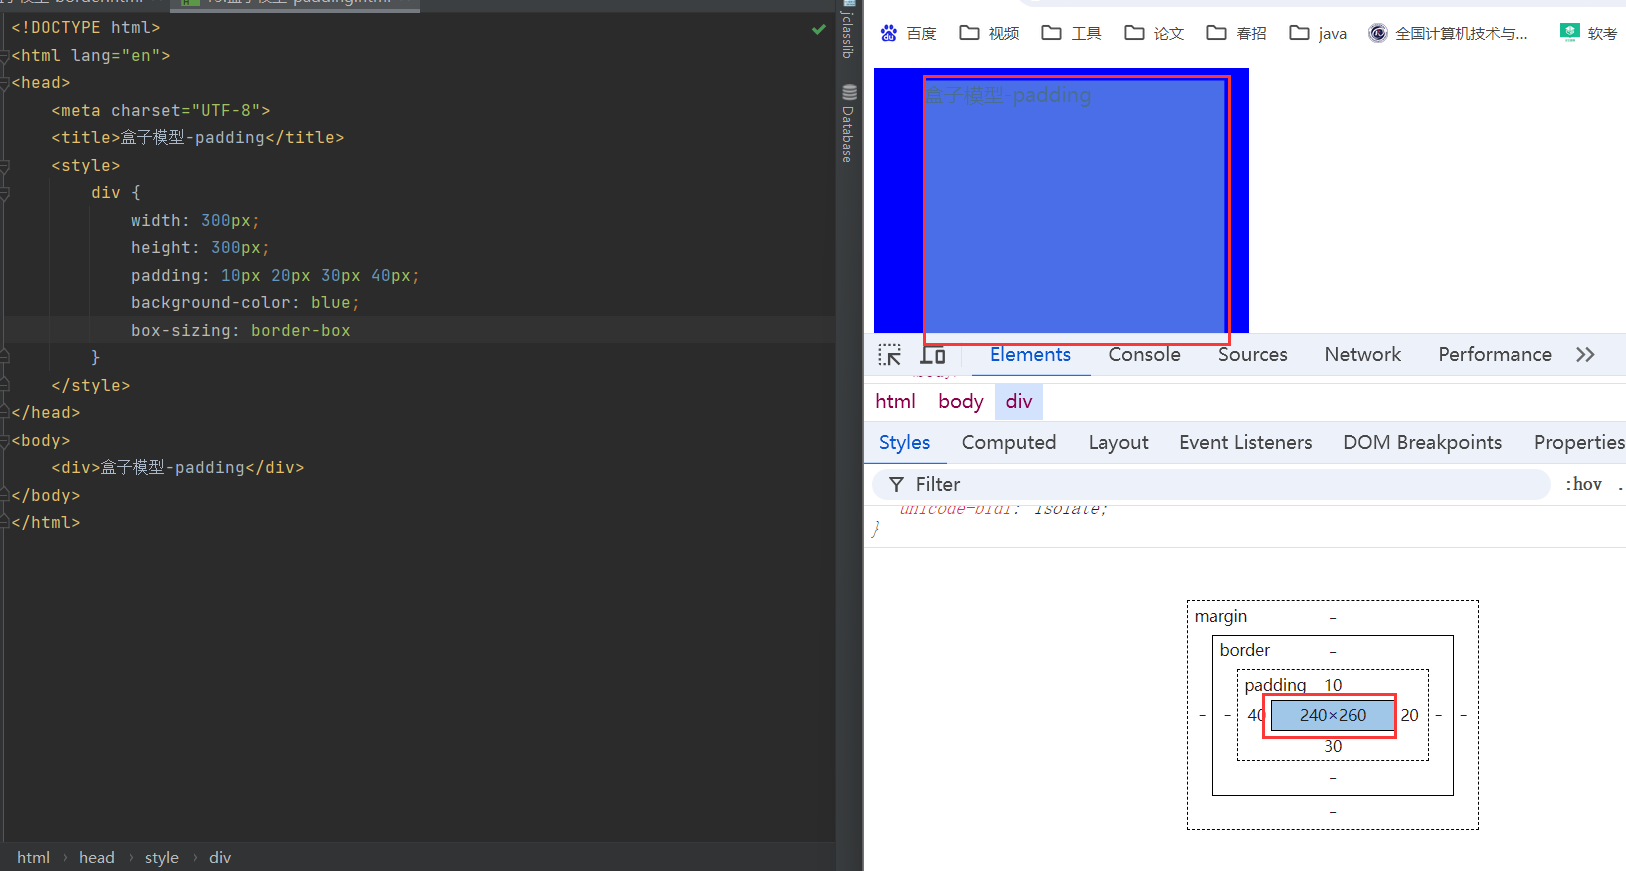 <!DOCTYPE html>
<html lang="en">
<head>
    <meta charset="UTF-8">
    <title>盒子模型-padding</title>
    <style>
        div {
            width: 300px;
            height: 300px;
            padding: 10px 20px 30px 40px;
            background-color: blue;
            box-sizing: border-box
        }
    </style>
</head>
<body>
    <div>盒子模型-padding</div>
</body>
</html>
html › head › style › div
jclasslib
Database
百度 视频 工具 论文 春招 java 全国计算机技术与... 软考
盒子模型-padding
Elements Console Sources Network Performance
html body div
Styles Computed Layout Event Listeners DOM Breakpoints Properties
Filter :hov .
unicode-bidi: isolate;
}
margin -
border -
padding 10
- - 40 240×260 20 - -
30
-
-